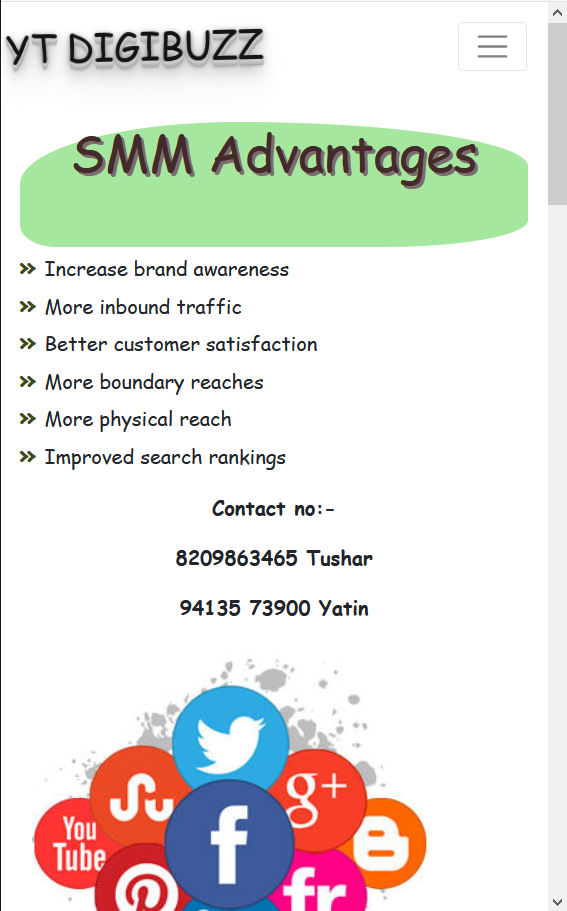 YT DIGIBUZZ
SMM Advantages
Increase brand awareness
More inbound traffic
Better customer satisfaction
More boundary reaches
More physical reach
Improved search rankings
Contact no:-
8209863465 Tushar
94135 73900 Yatin
g+
You
Tube
f
fr